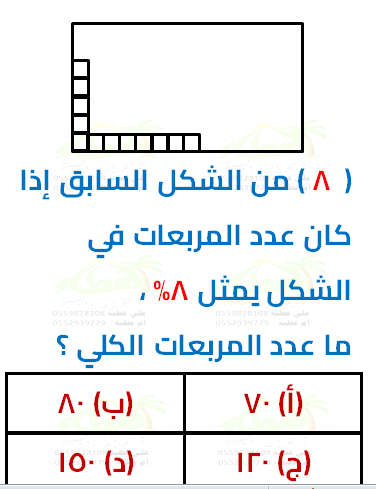 ( ٨ ) من الشكل السابق إذا
كان عدد المربعات في
الشكل يمثل ٨% ،
ما عدد المربعات الكلي ؟
(أ) ٧٠ (ب) ٨٠
(ج) ١٢٠ (د) ١٥٠